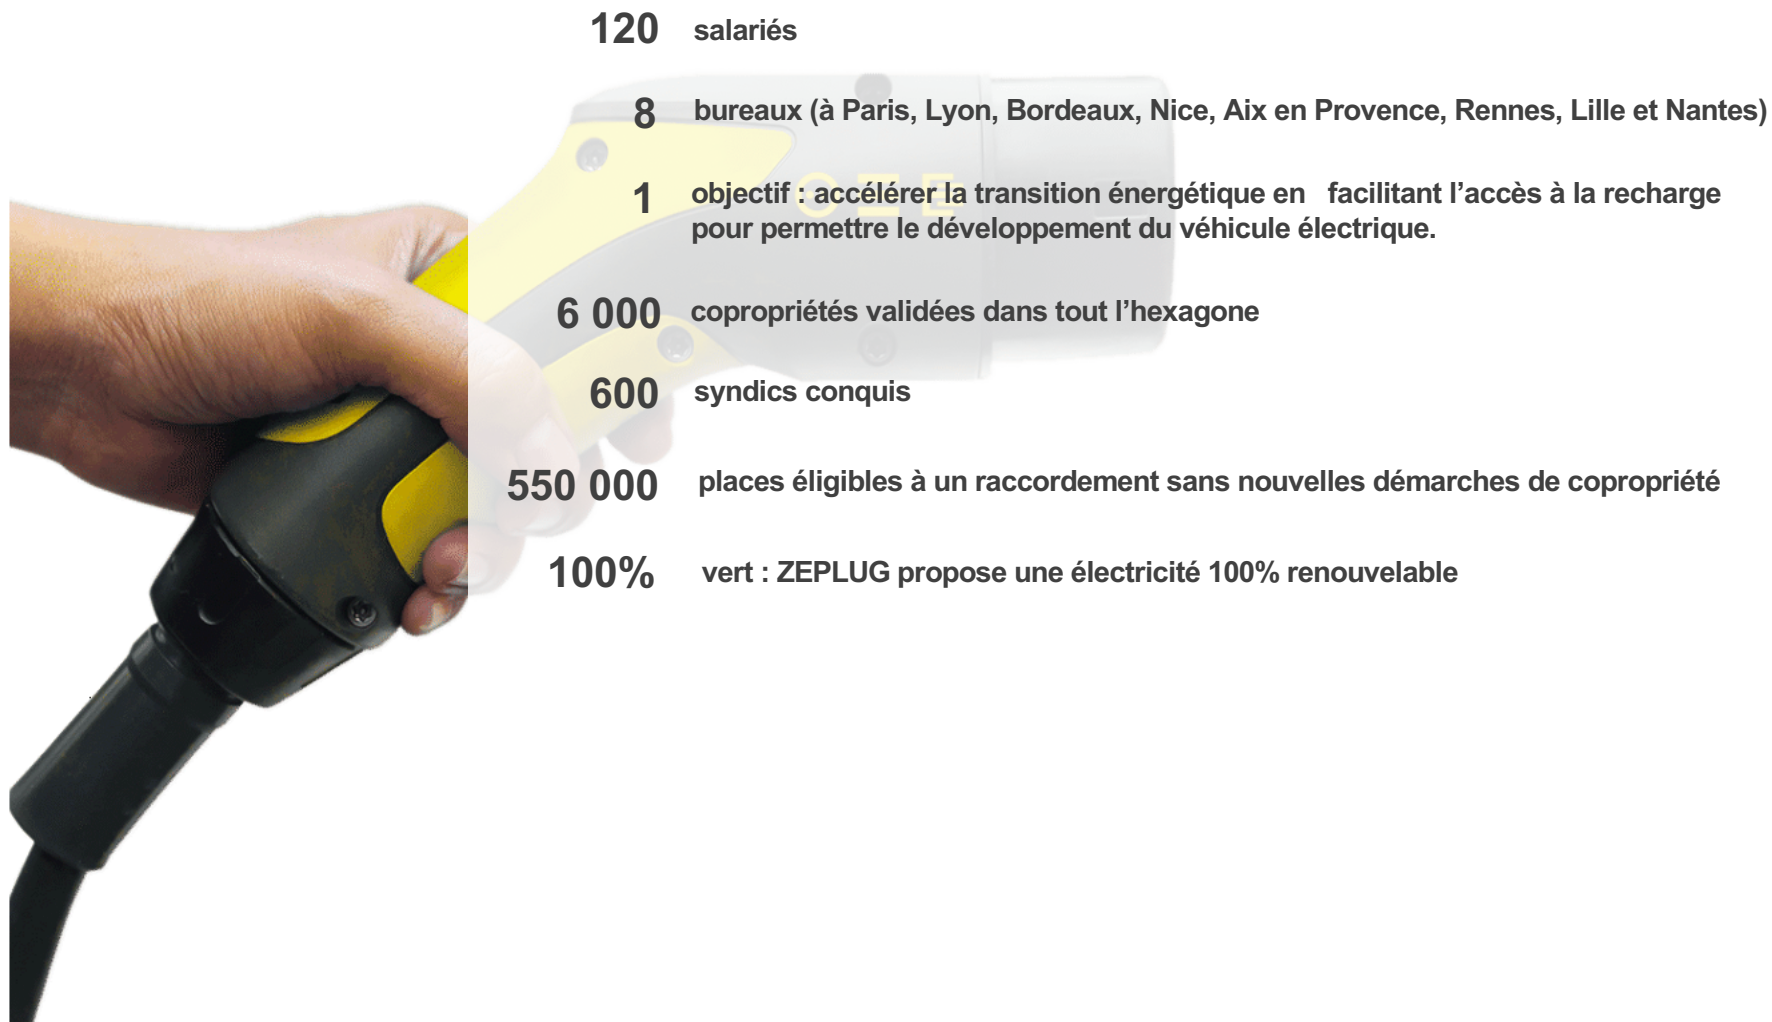 120 salariés
8 bureaux (à Paris, Lyon, Bordeaux, Nice, Aix en Provence, Rennes, Lille et Nantes)
1 objectif : accélérer la transition énergétique en facilitant l’accès à la recharge
pour permettre le développement du véhicule électrique.
6 000 copropriétés validées dans tout l’hexagone
600 syndics conquis
550 000 places éligibles à un raccordement sans nouvelles démarches de copropriété
100% vert : ZEPLUG propose une électricité 100% renouvelable